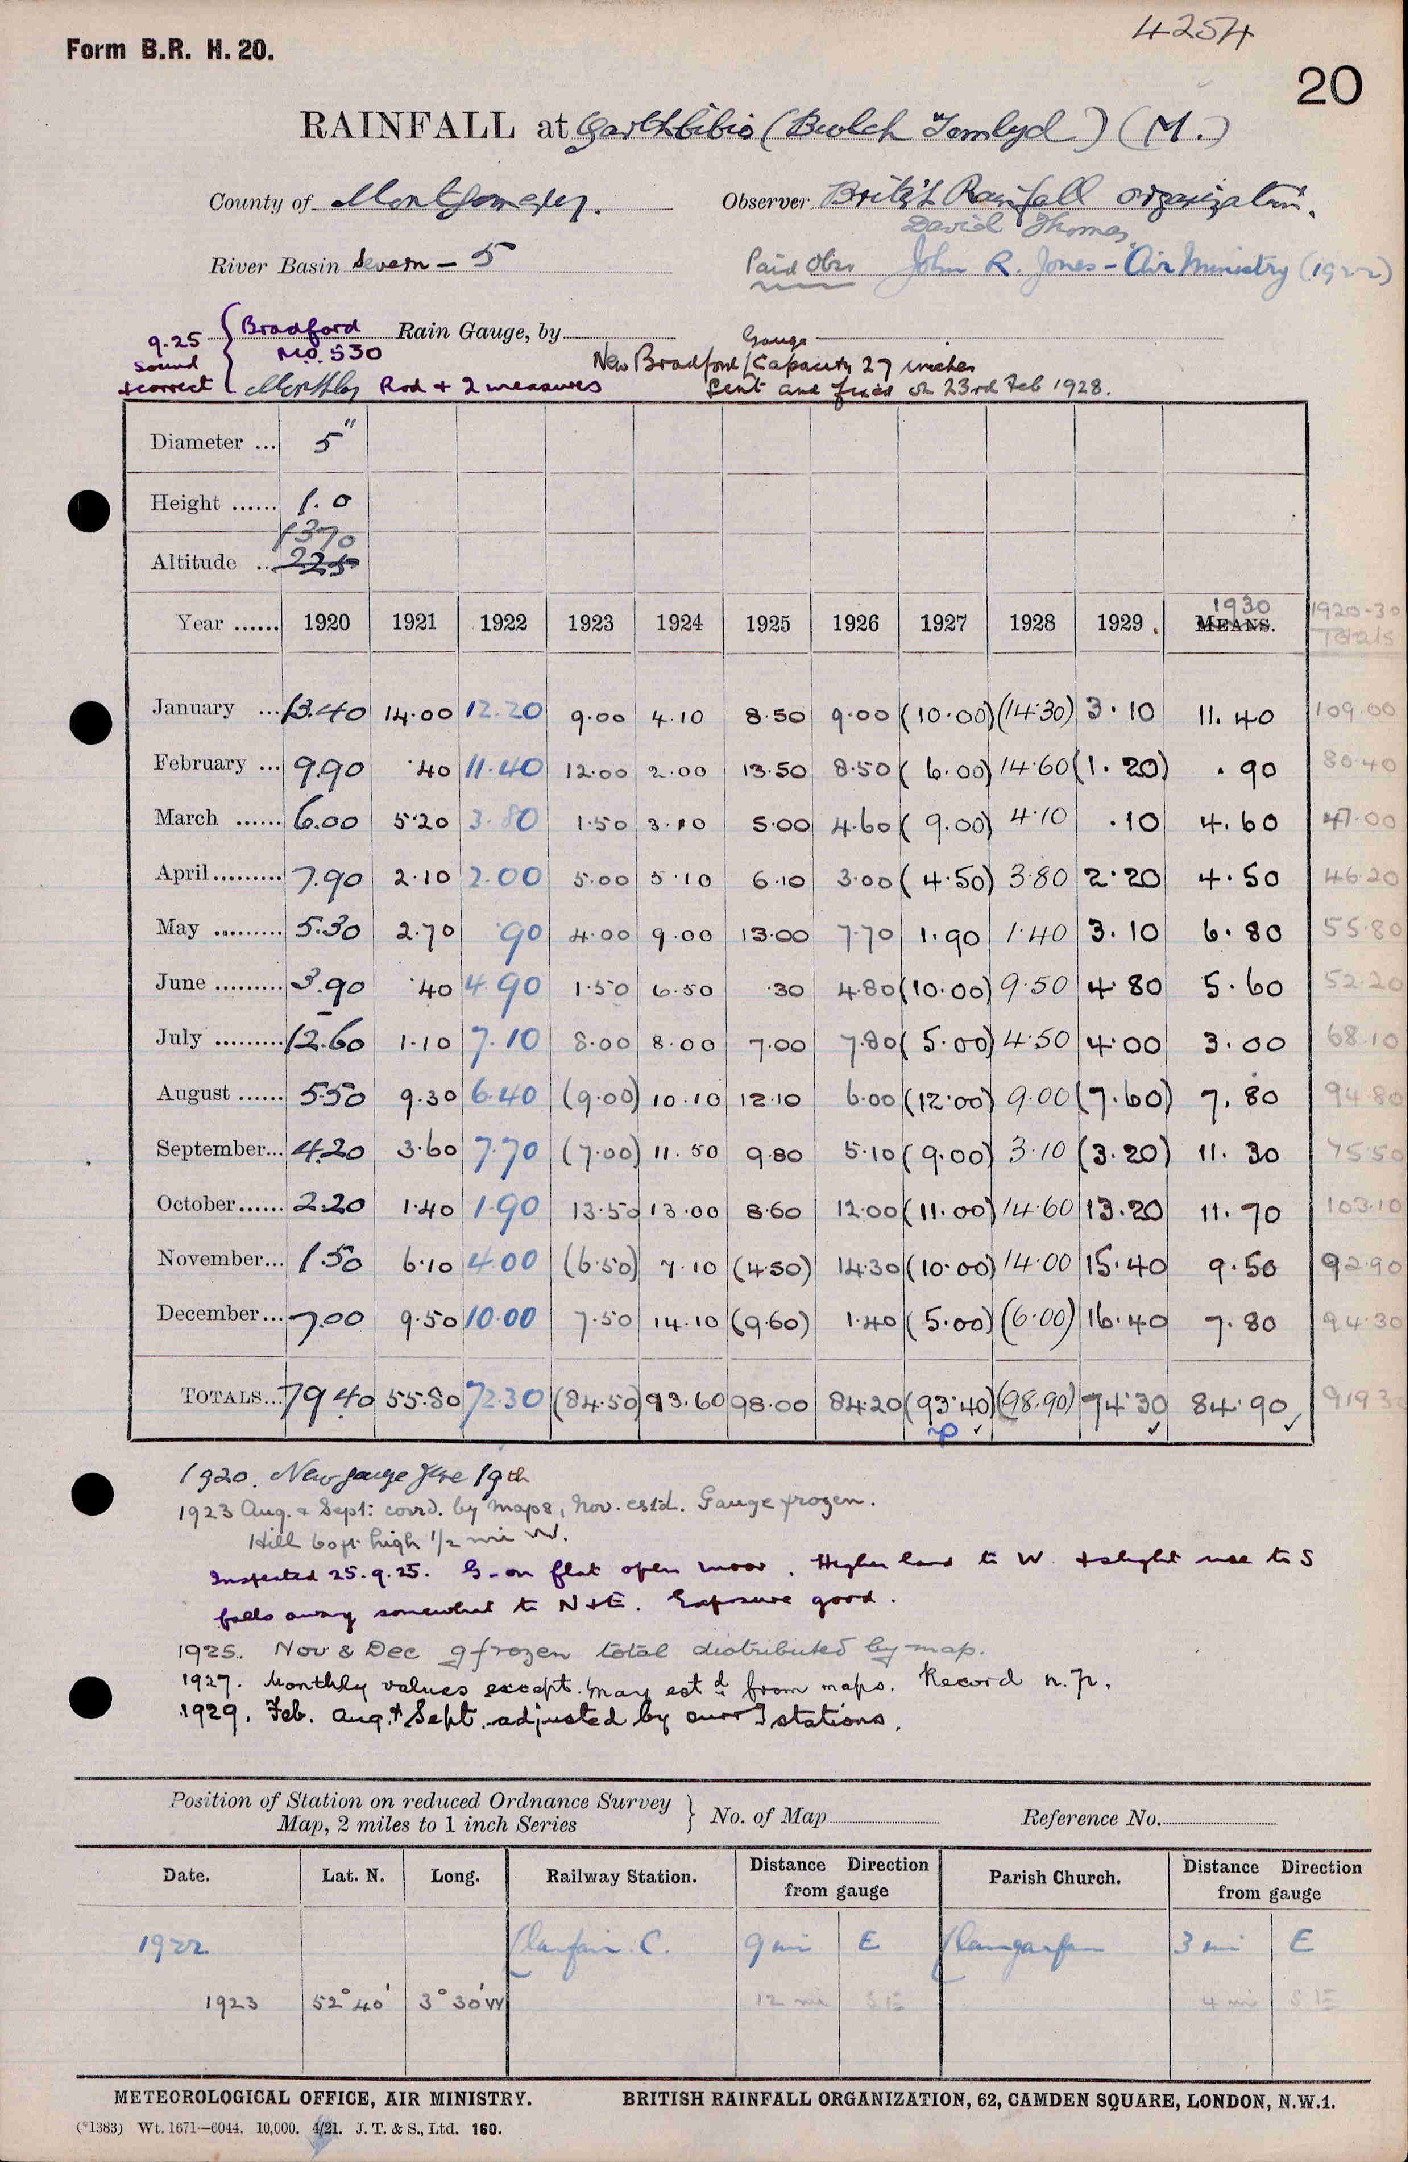 4254
Form B.R. H. 20.
20
RAINFALL at Garthbibio (Bwlch Tomlyd) (M.)
County of Montgomery. Observer British Rainfall Organization.
David Thomas
River Basin Severn - 5 Paid Obsr John R. Jones - Air Ministry (1922)
9.25 sound & correct { Bradford Rain Gauge, by
M.O. 530 New Bradford Gauge Capacity 27 inches
Monthly Rod + 2 measures Sent and fixed on 23rd Feb 1928.
Diameter ... 5"
Height ...... 1.0
1370
Altitude .. 225
Year ...... 1920 1921 1922 1923 1924 1925 1926 1927 1928 1929. 1930 MEANS. 1920-30 Totals
January ... 13.40 14.00 12.20 9.00 4.10 8.50 9.00 (10.00) (14.30) 3.10 11.40 109.00
February ... 9.90 .40 11.40 12.00 2.00 13.50 8.50 (6.00) 14.60 (1.20) .90 80.40
March ...... 6.00 5.20 3.80 1.50 3.10 5.00 4.60 (9.00) 4.10 .10 4.60 47.00
April......... 7.90 2.10 2.00 5.00 5.10 6.10 3.00 (4.50) 3.80 2.20 4.50 46.20
May ......... 5.30 2.70 .90 4.00 9.00 13.00 7.70 1.90 1.40 3.10 6.80 55.80
June ......... 3.90 .40 4.90 1.50 6.50 .30 4.80 (10.00) 9.50 4.80 5.60 52.20
July ......... 12.60 1.10 7.10 8.00 8.00 7.00 7.80 (5.00) 4.50 4.00 3.00 68.10
August ...... 5.50 9.30 6.40 (9.00) 10.10 12.10 6.00 (12.00) 9.00 (7.60) 7.80 94.80
September... 4.20 3.60 7.70 (7.00) 11.50 9.80 5.10 (9.00) 3.10 (3.20) 11.30 75.50
October...... 2.20 1.40 1.90 13.50 13.00 8.60 12.00 (11.00) 14.60 13.20 11.70 103.10
November... 1.50 6.10 4.00 (6.50) 7.10 (4.50) 14.30 (10.00) 14.00 15.40 9.50 92.90
December... 7.00 9.50 10.00 7.50 14.10 (9.60) 1.40 (5.00) (6.00) 16.40 7.80 94.30
TOTALS... 79.40 55.80 72.30 (84.50) 93.60 98.00 84.20 (93.40) (98.90) 74.30 84.90 919.3
np
1920. New gauge June 19th
1923 Aug. & Sept: corrd. by maps, Nov. estd. Gauge frozen.
Hill 60 ft high 1/2 mi W.
Inspected 25.9.25. G. on flat open moor. Higher land to W. & slight rise to S
falls away somewhat to N & E. Exposure good.
1925. Nov & Dec g frozen total distributed by map.
1927. Monthly values except May estd from maps. Record n.p.
1929. Feb. Aug. & Sept. adjusted by surr g stations.
Position of Station on reduced Ordnance Survey
Map, 2 miles to 1 inch Series } No. of Map Reference No.
Date. Lat. N. Long. Railway Station. Distance Direction from gauge Parish Church. Distance Direction from gauge
1922 Llanfair C. 9 mi E Llangadfan 3 mi E
1923 52° 40' 3° 30' W 12 mi SE 4 mi SE
METEOROLOGICAL OFFICE, AIR MINISTRY. BRITISH RAINFALL ORGANIZATION, 62, CAMDEN SQUARE, LONDON, N.W.1.
(*1383) Wt. 1671—6044. 10,000. 4/21. J. T. & S., Ltd. 160.